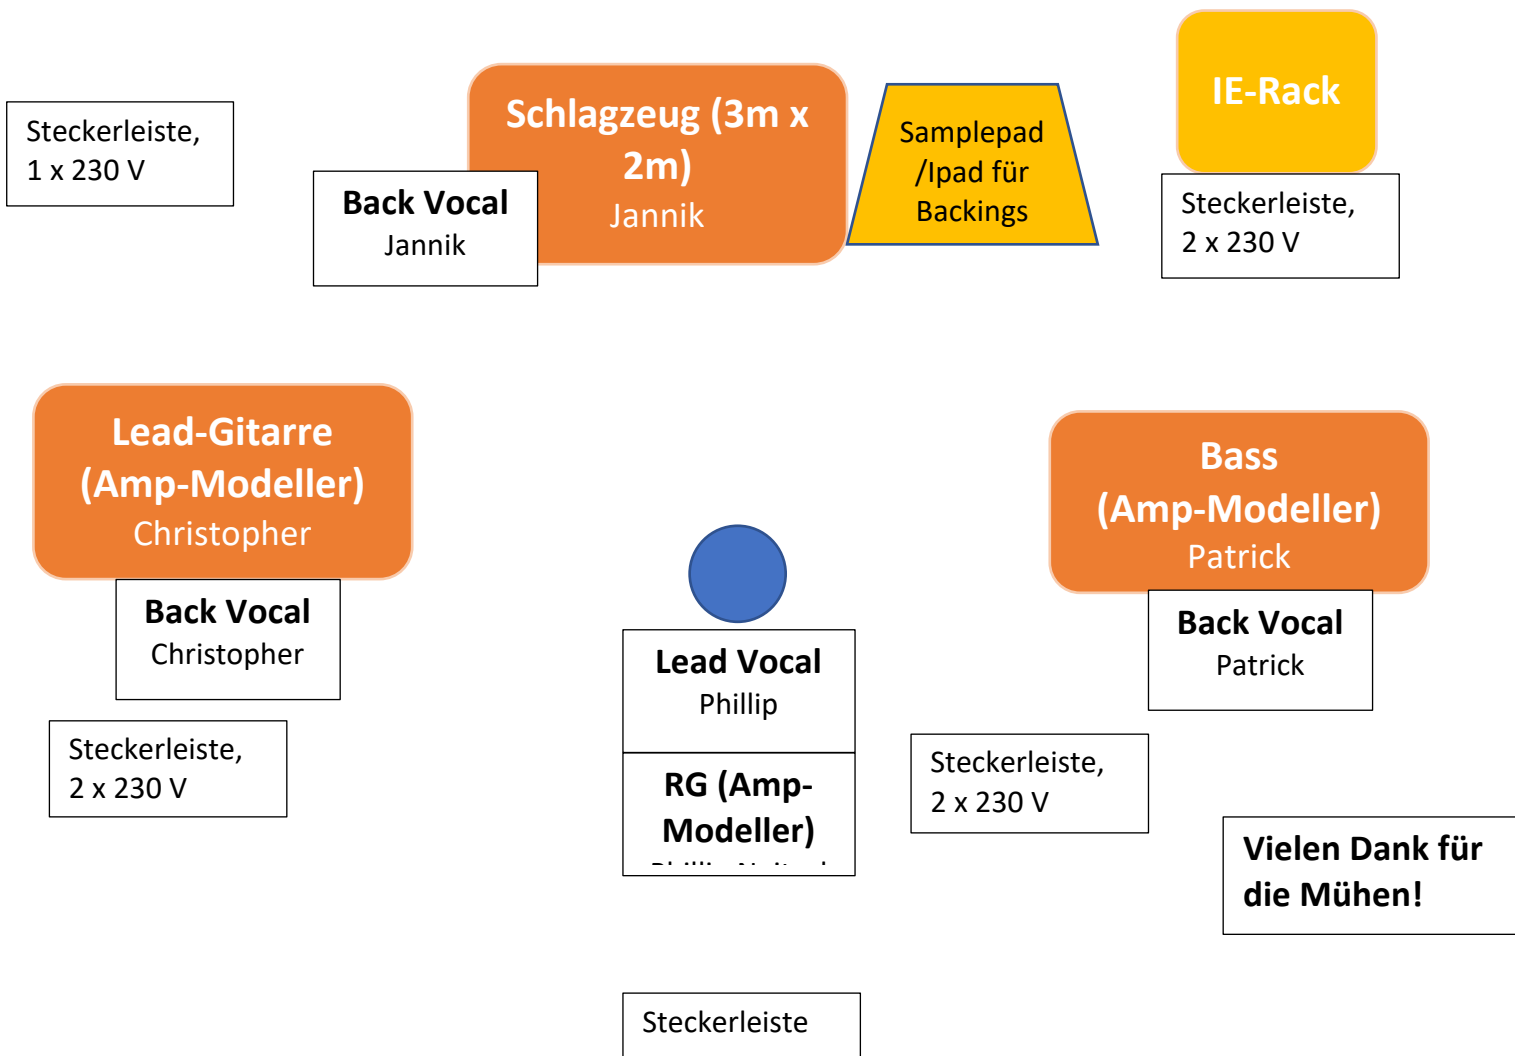 IE-Rack
Schlagzeug (3m x
2m)
Jannik
Samplepad
/Ipad für
Backings
Steckerleiste,
1 x 230 V
Back Vocal
Jannik
Steckerleiste,
2 x 230 V
Lead-Gitarre
(Amp-Modeller)
Christopher
Bass
(Amp-Modeller)
Patrick
Back Vocal
Christopher
Back Vocal
Patrick
Lead Vocal
Phillip
Steckerleiste,
2 x 230 V
RG (Amp-
Modeller)
Steckerleiste,
2 x 230 V
Vielen Dank für
die Mühen!
Steckerleiste